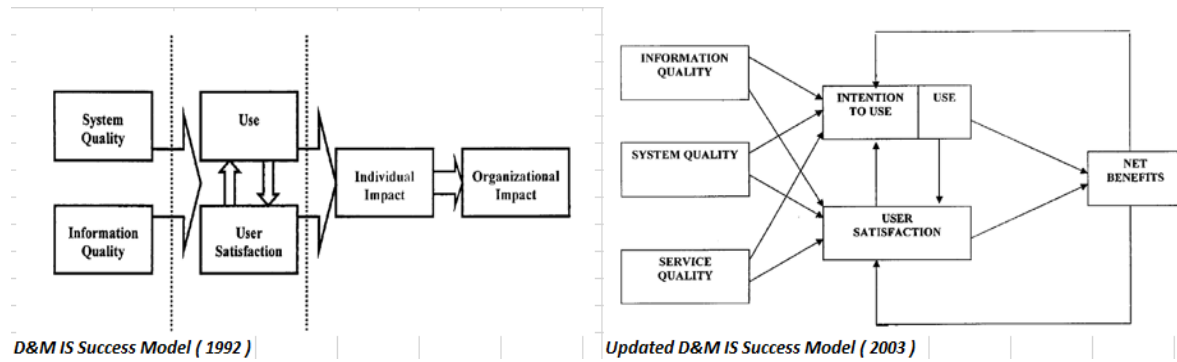 System
Quality
Use
Information
Quality
User
Satisfaction
Individual
Impact
Organizational
Impact
D&M IS Success Model ( 1992 )
INFORMATION
QUALITY
INTENTION
TO USE
USE
SYSTEM QUALITY
NET
BENEFITS
USER
SATISFACTION
SERVICE
QUALITY
Updated D&M IS Success Model ( 2003 )